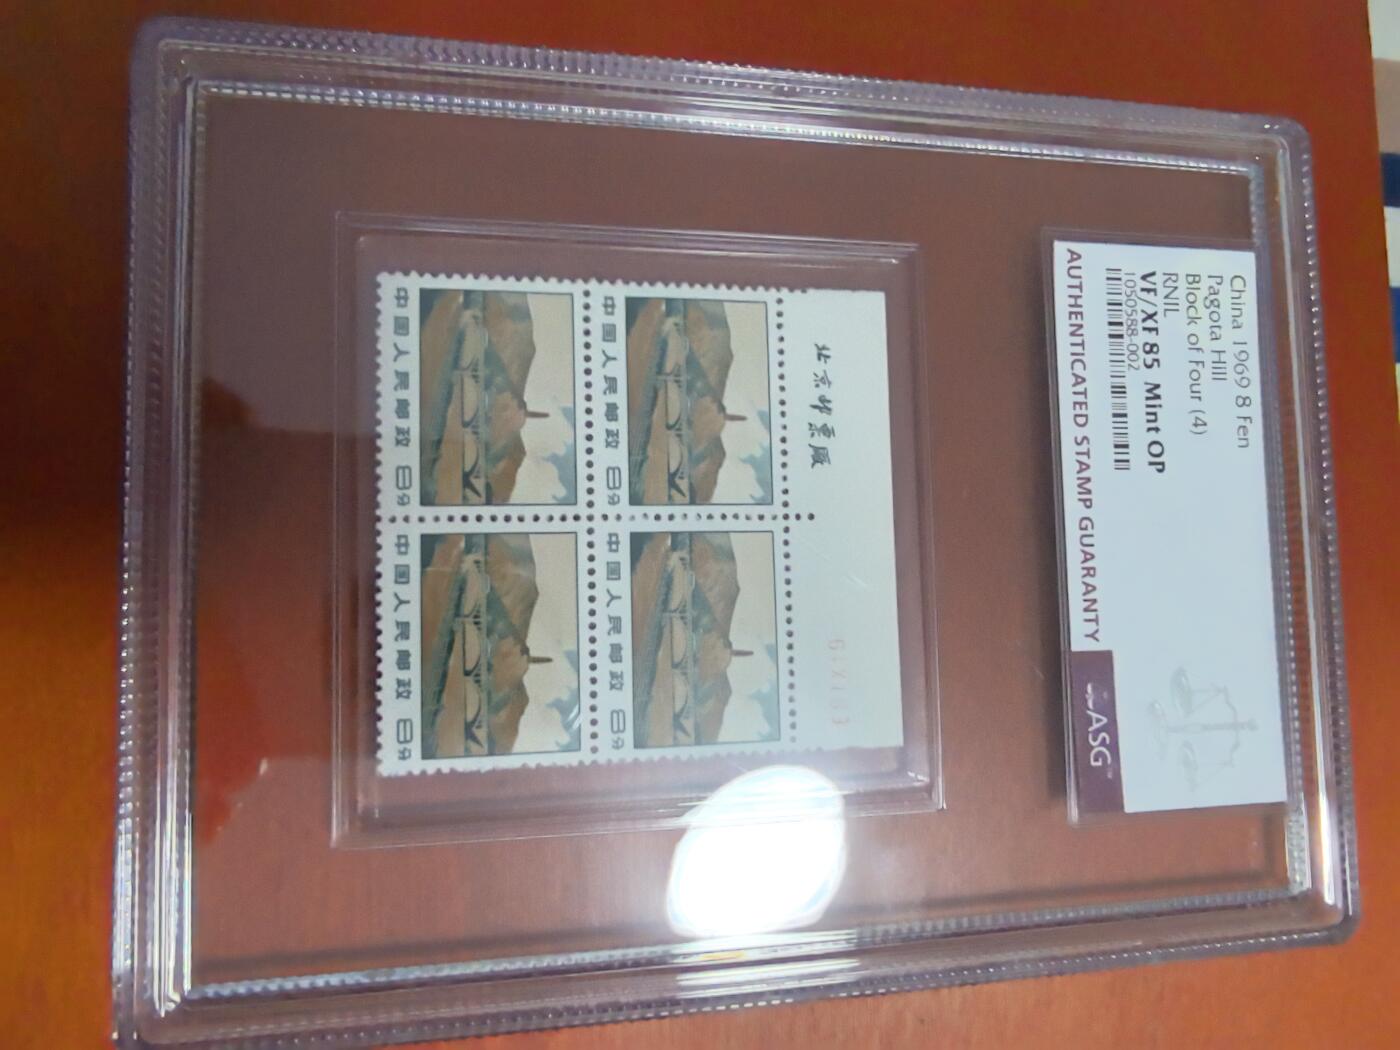 China 1969 8 Fen
Pagota Hill
Block of Four (4)
RNIL
VF/XF 85 Mint OP
1050588-002
AUTHENTICATED STAMP GUARANTY
ASG™
北京邮票厂
中国人民邮政 8分
中国人民邮政 8分
中国人民邮政 8分
中国人民邮政 8分